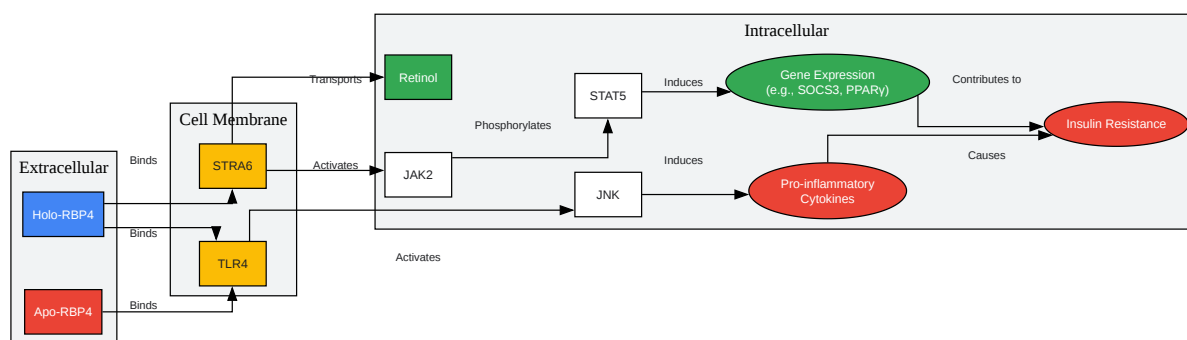 Intracellular
Transports
Retinol
STAT5
Induces
Gene Expression
(e.g., SOCS3, PPARγ)
Contributes to
Insulin Resistance
Cell Membrane
Phosphorylates
Extracellular
Binds
STRA6
Activates
JAK2
Induces
Causes
Holo-RBP4
Binds
JNK
Pro-inflammatory
Cytokines
TLR4
Activates
Apo-RBP4
Binds